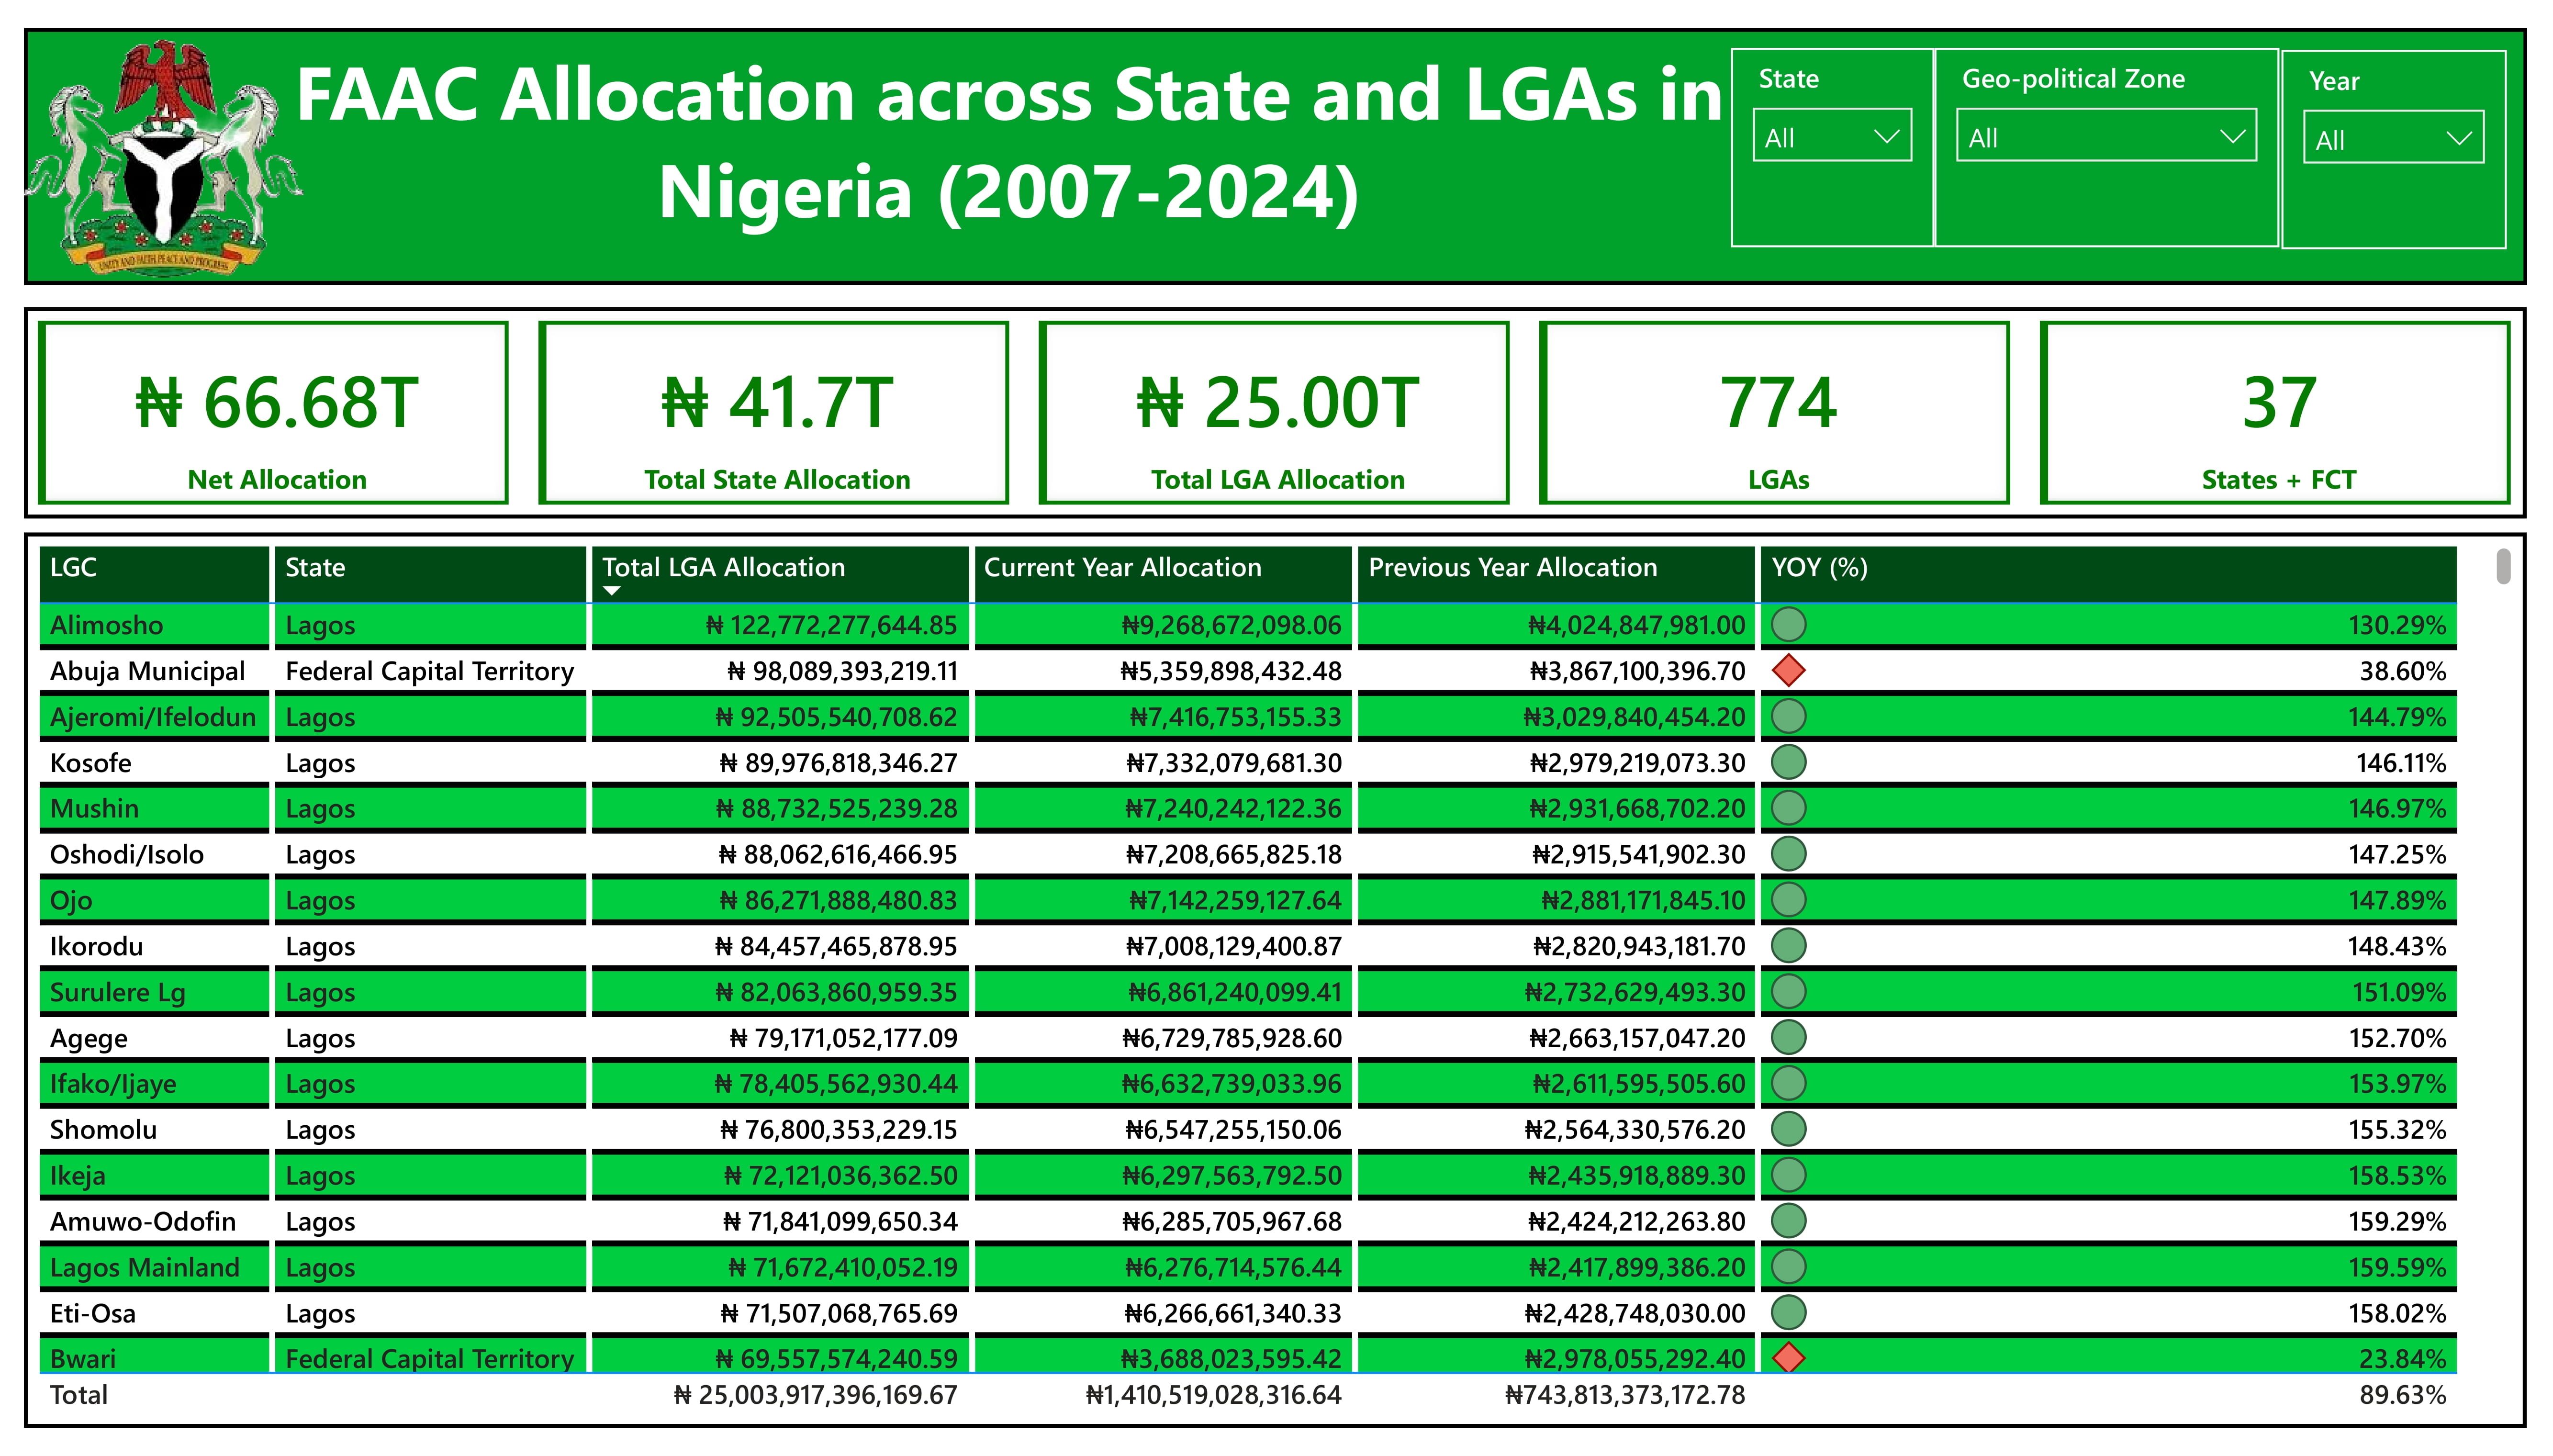 FAAC Allocation across State and LGAs in
Nigeria (2007-2024)
State
All
Geo-political Zone
All
Year
All
UNITY AND FAITH, PEACE AND PROGRESS
₦ 66.68T
Net Allocation
₦ 41.7T
Total State Allocation
₦ 25.00T
Total LGA Allocation
774
LGAs
37
States + FCT
LGC State Total LGA Allocation Current Year Allocation Previous Year Allocation YOY (%)
Alimosho Lagos ₦ 122,772,277,644.85 ₦9,268,672,098.06 ₦4,024,847,981.00 130.29%
Abuja Municipal Federal Capital Territory ₦ 98,089,393,219.11 ₦5,359,898,432.48 ₦3,867,100,396.70 38.60%
Ajeromi/Ifelodun Lagos ₦ 92,505,540,708.62 ₦7,416,753,155.33 ₦3,029,840,454.20 144.79%
Kosofe Lagos ₦ 89,976,818,346.27 ₦7,332,079,681.30 ₦2,979,219,073.30 146.11%
Mushin Lagos ₦ 88,732,525,239.28 ₦7,240,242,122.36 ₦2,931,668,702.20 146.97%
Oshodi/Isolo Lagos ₦ 88,062,616,466.95 ₦7,208,665,825.18 ₦2,915,541,902.30 147.25%
Ojo Lagos ₦ 86,271,888,480.83 ₦7,142,259,127.64 ₦2,881,171,845.10 147.89%
Ikorodu Lagos ₦ 84,457,465,878.95 ₦7,008,129,400.87 ₦2,820,943,181.70 148.43%
Surulere Lg Lagos ₦ 82,063,860,959.35 ₦6,861,240,099.41 ₦2,732,629,493.30 151.09%
Agege Lagos ₦ 79,171,052,177.09 ₦6,729,785,928.60 ₦2,663,157,047.20 152.70%
Ifako/Ijaye Lagos ₦ 78,405,562,930.44 ₦6,632,739,033.96 ₦2,611,595,505.60 153.97%
Shomolu Lagos ₦ 76,800,353,229.15 ₦6,547,255,150.06 ₦2,564,330,576.20 155.32%
Ikeja Lagos ₦ 72,121,036,362.50 ₦6,297,563,792.50 ₦2,435,918,889.30 158.53%
Amuwo-Odofin Lagos ₦ 71,841,099,650.34 ₦6,285,705,967.68 ₦2,424,212,263.80 159.29%
Lagos Mainland Lagos ₦ 71,672,410,052.19 ₦6,276,714,576.44 ₦2,417,899,386.20 159.59%
Eti-Osa Lagos ₦ 71,507,068,765.69 ₦6,266,661,340.33 ₦2,428,748,030.00 158.02%
Bwari Federal Capital Territory ₦ 69,557,574,240.59 ₦3,688,023,595.42 ₦2,978,055,292.40 23.84%
Total ₦ 25,003,917,396,169.67 ₦1,410,519,028,316.64 ₦743,813,373,172.78 89.63%